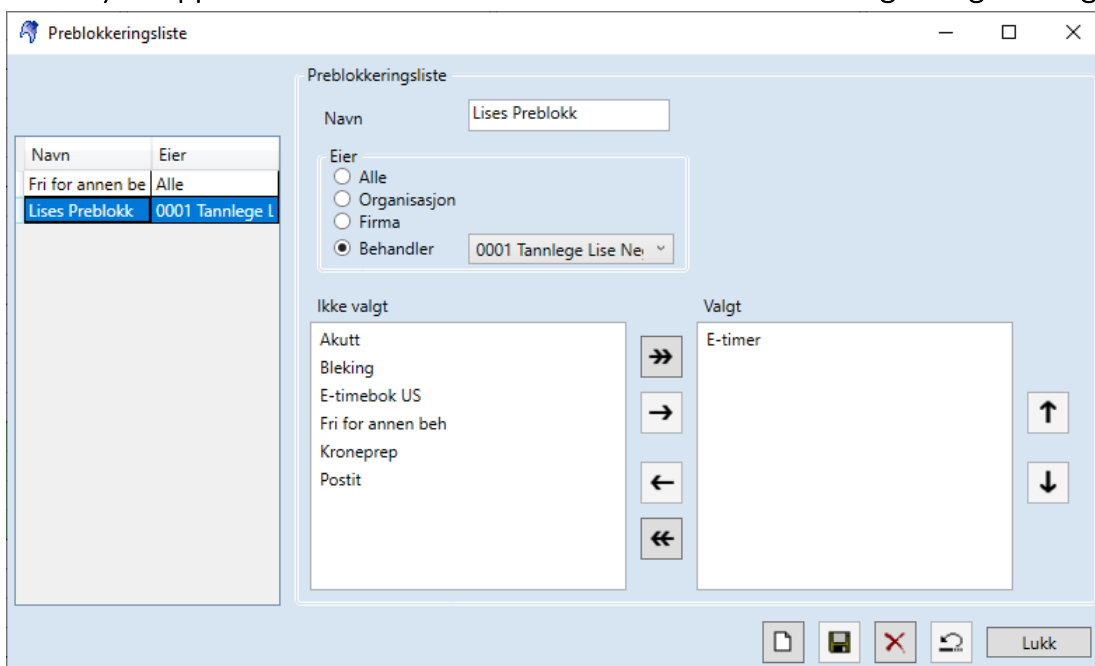 Preblokkeringsliste
Preblokkeringsliste
Navn
Lises Preblokk
Navn Eier
Fri for annen be Alle
Lises Preblokk 0001 Tannlege L
Eier
Alle
Organisasjon
Firma
Behandler 0001 Tannlege Lise Ne
Ikke valgt
Akutt
Bleking
E-timebok US
Fri for annen beh
Kroneprep
Postit
Valgt
E-timer
Lukk